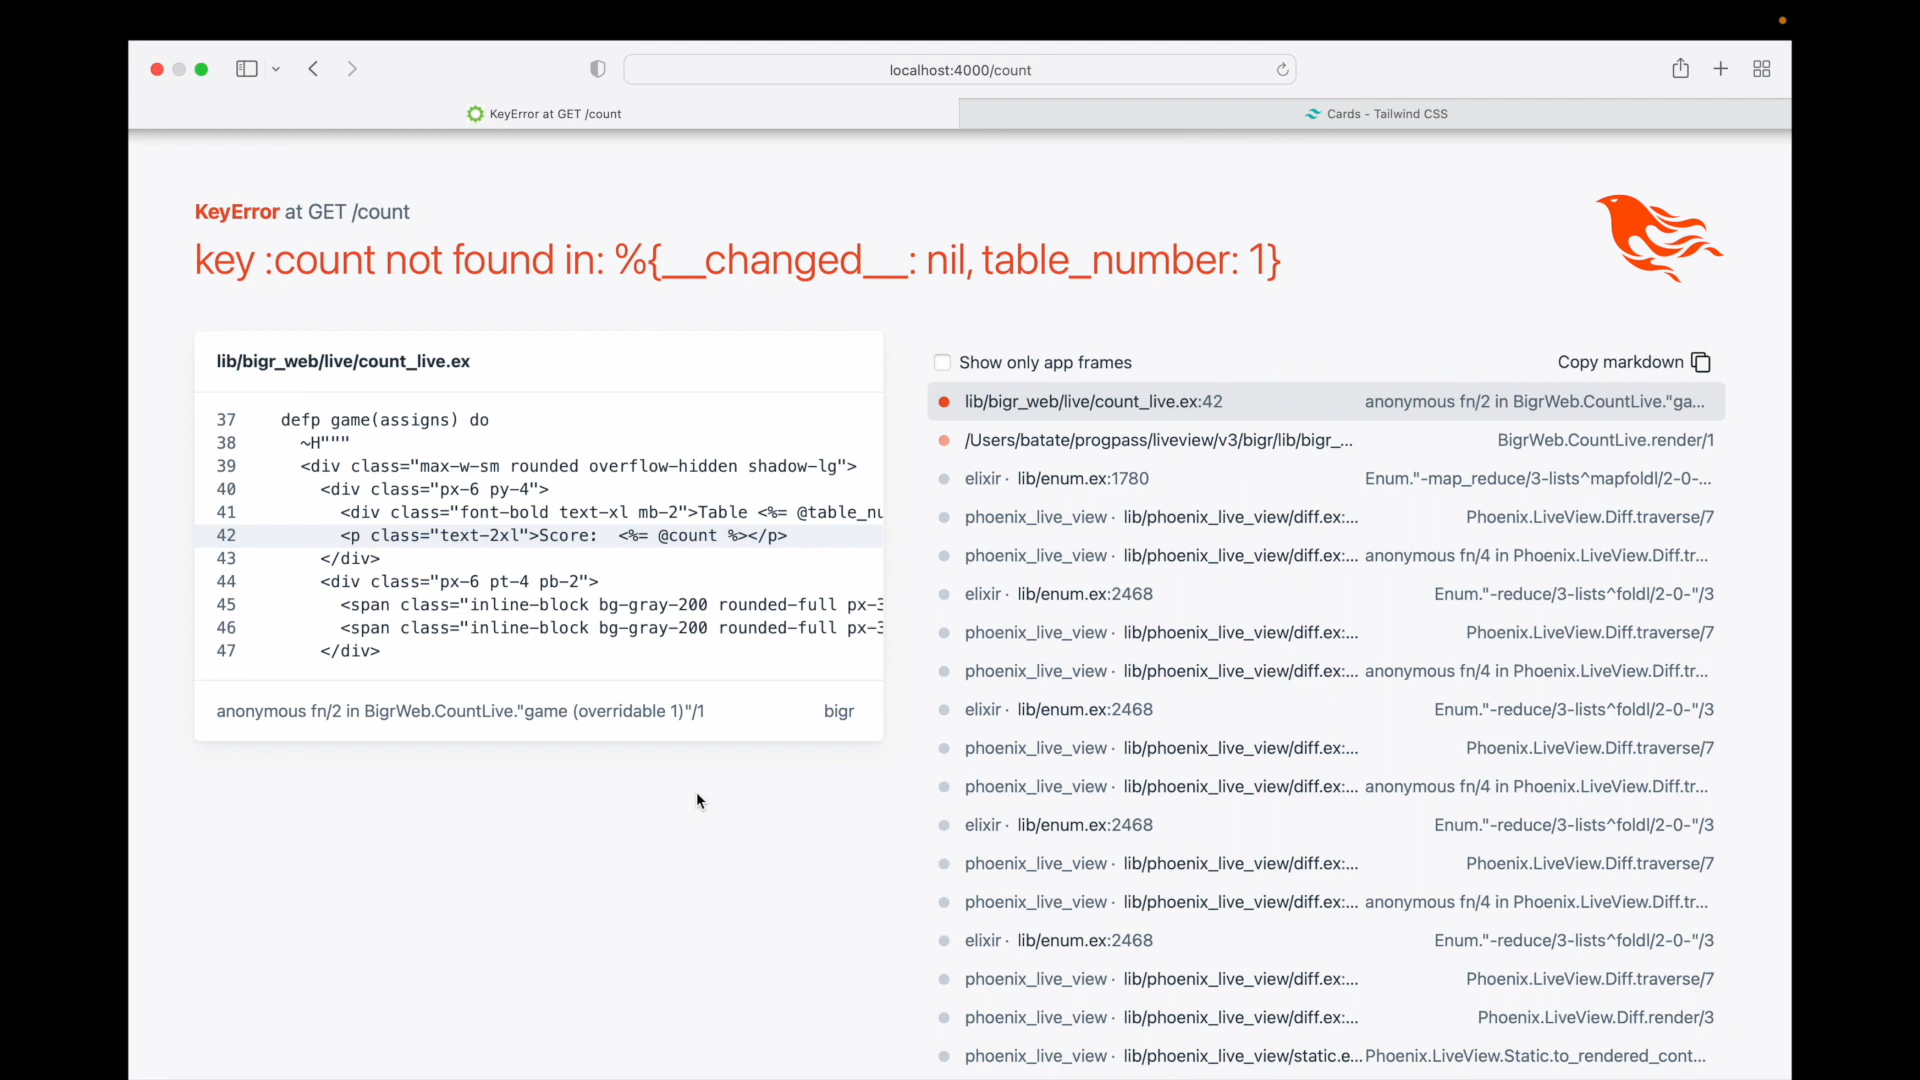 localhost:4000/count
KeyError at GET /count
Cards - Tailwind CSS
KeyError at GET /count
key :count not found in: %{__changed__: nil, table_number: 1}
lib/bigr_web/live/count_live.ex
37 defp game(assigns) do
38 ~H"""
39 <div class="max-w-sm rounded overflow-hidden shadow-lg">
40 <div class="px-6 py-4">
41 <div class="font-bold text-xl mb-2">Table <%= @table_nu
42 <p class="text-2xl">Score:  <%= @count %></p>
43 </div>
44 <div class="px-6 pt-4 pb-2">
45 <span class="inline-block bg-gray-200 rounded-full px-3
46 <span class="inline-block bg-gray-200 rounded-full px-3
47 </div>
anonymous fn/2 in BigrWeb.CountLive."game (overridable 1)"/1 bigr
Show only app frames Copy markdown
lib/bigr_web/live/count_live.ex:42 anonymous fn/2 in BigrWeb.CountLive."ga...
/Users/batate/progpass/liveview/v3/bigr/lib/bigr_... BigrWeb.CountLive.render/1
elixir · lib/enum.ex:1780 Enum."-map_reduce/3-lists^mapfoldl/2-0-...
phoenix_live_view · lib/phoenix_live_view/diff.ex:... Phoenix.LiveView.Diff.traverse/7
phoenix_live_view · lib/phoenix_live_view/diff.ex:... anonymous fn/4 in Phoenix.LiveView.Diff.tr...
elixir · lib/enum.ex:2468 Enum."-reduce/3-lists^foldl/2-0-"/3
phoenix_live_view · lib/phoenix_live_view/diff.ex:... Phoenix.LiveView.Diff.traverse/7
phoenix_live_view · lib/phoenix_live_view/diff.ex:... anonymous fn/4 in Phoenix.LiveView.Diff.tr...
elixir · lib/enum.ex:2468 Enum."-reduce/3-lists^foldl/2-0-"/3
phoenix_live_view · lib/phoenix_live_view/diff.ex:... Phoenix.LiveView.Diff.traverse/7
phoenix_live_view · lib/phoenix_live_view/diff.ex:... anonymous fn/4 in Phoenix.LiveView.Diff.tr...
elixir · lib/enum.ex:2468 Enum."-reduce/3-lists^foldl/2-0-"/3
phoenix_live_view · lib/phoenix_live_view/diff.ex:... Phoenix.LiveView.Diff.traverse/7
phoenix_live_view · lib/phoenix_live_view/diff.ex:... anonymous fn/4 in Phoenix.LiveView.Diff.tr...
elixir · lib/enum.ex:2468 Enum."-reduce/3-lists^foldl/2-0-"/3
phoenix_live_view · lib/phoenix_live_view/diff.ex:... Phoenix.LiveView.Diff.traverse/7
phoenix_live_view · lib/phoenix_live_view/diff.ex:... Phoenix.LiveView.Diff.render/3
phoenix_live_view · lib/phoenix_live_view/static.e... Phoenix.LiveView.Static.to_rendered_cont...